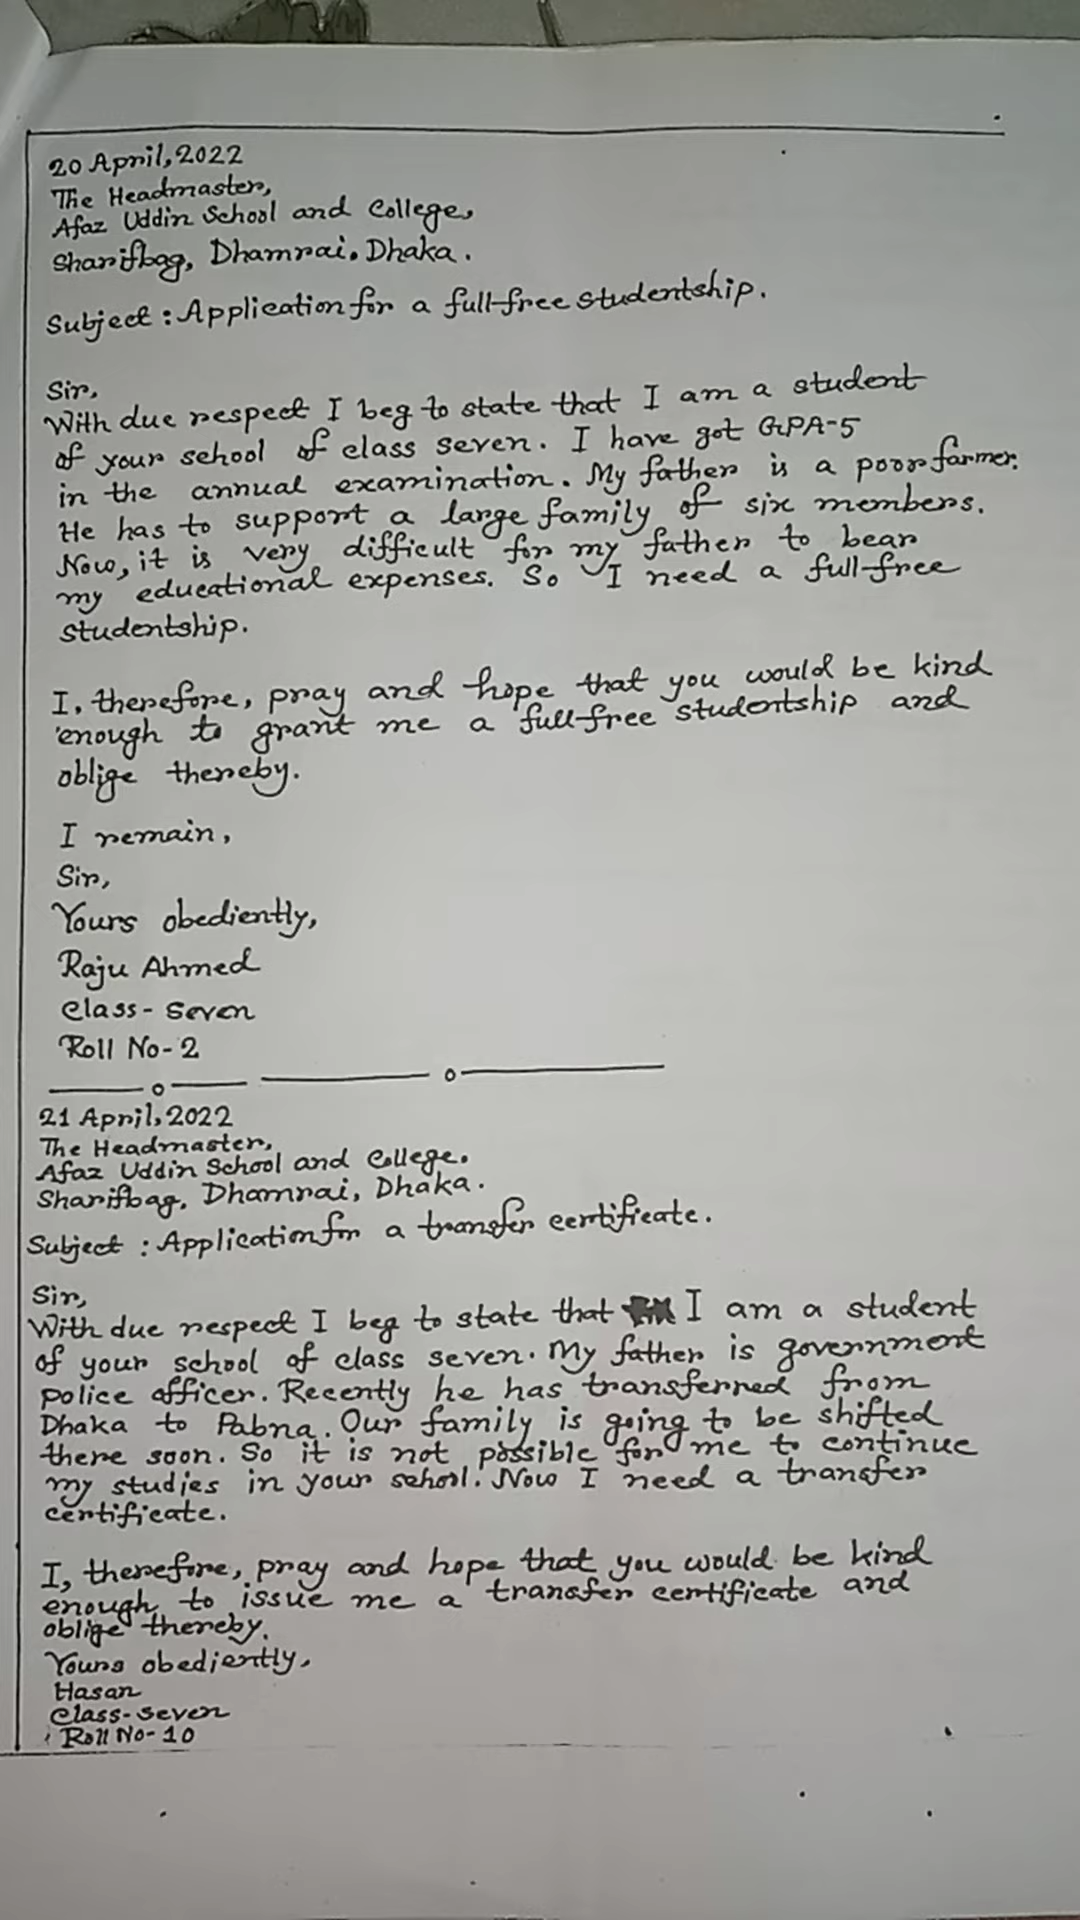 20 April, 2022
The Headmaster,
Afaz Uddin School and College,
Sharifbag, Dhamrai, Dhaka.
Subject : Application for a full-free studentship.
Sir,
With due respect I beg to state that I am a student
of your school of class seven. I have got GPA-5
in the annual examination. My father is a poor farmer.
He has to support a large family of six members.
Now, it is very difficult for my father to bear
my educational expenses. So I need a full-free
studentship.
I, therefore, pray and hope that you would be kind
enough to grant me a full-free studentship and
oblige thereby.
I remain,
Sir,
Yours obediently,
Raju Ahmed
Class- Seven
Roll No- 2
21 April, 2022
The Headmaster,
Afaz Uddin School and College.
Sharifbag, Dhamrai, Dhaka.
Subject : Application for a transfer certificate.
Sir,
With due respect I beg to state that I am a student
of your school of class seven. My father is government
police officer. Recently he has transferred from
Dhaka to Pabna. Our family is going to be shifted
there soon. So it is not possible for me to continue
my studies in your school. Now I need a transfer
certificate.
I, therefore, pray and hope that you would be kind
enough to issue me a transfer certificate and
oblige thereby.
Yours obediently,
Hasan
Class- Seven
Roll No- 10